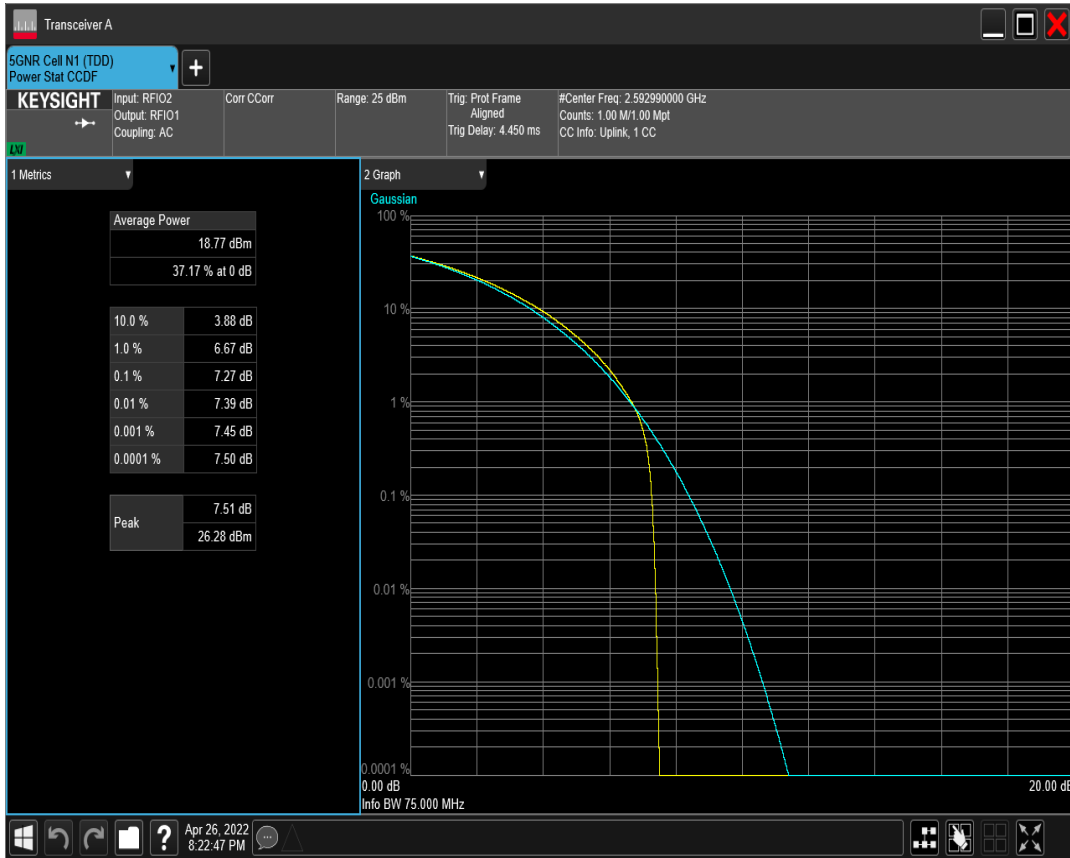 Transceiver A
5GNR Cell N1 (TDD)
Power Stat CCDF
KEYSIGHT
LXI
Input: RFIO2
Output: RFIO1
Coupling: AC
Corr CCorr
Range: 25 dBm
Trig: Prot Frame
Aligned
Trig Delay: 4.450 ms
#Center Freq: 2.592990000 GHz
Counts: 1.00 M/1.00 Mpt
CC Info: Uplink, 1 CC
1 Metrics
Average Power
18.77 dBm
37.17 % at 0 dB
10.0 % 3.88 dB
1.0 % 6.67 dB
0.1 % 7.27 dB
0.01 % 7.39 dB
0.001 % 7.45 dB
0.0001 % 7.50 dB
Peak 7.51 dB
26.28 dBm
2 Graph
Gaussian
100 %
10 %
1 %
0.1 %
0.01 %
0.001 %
0.0001 %
0.00 dB 20.00 dB
Info BW 75.000 MHz
Apr 26, 2022
8:22:47 PM